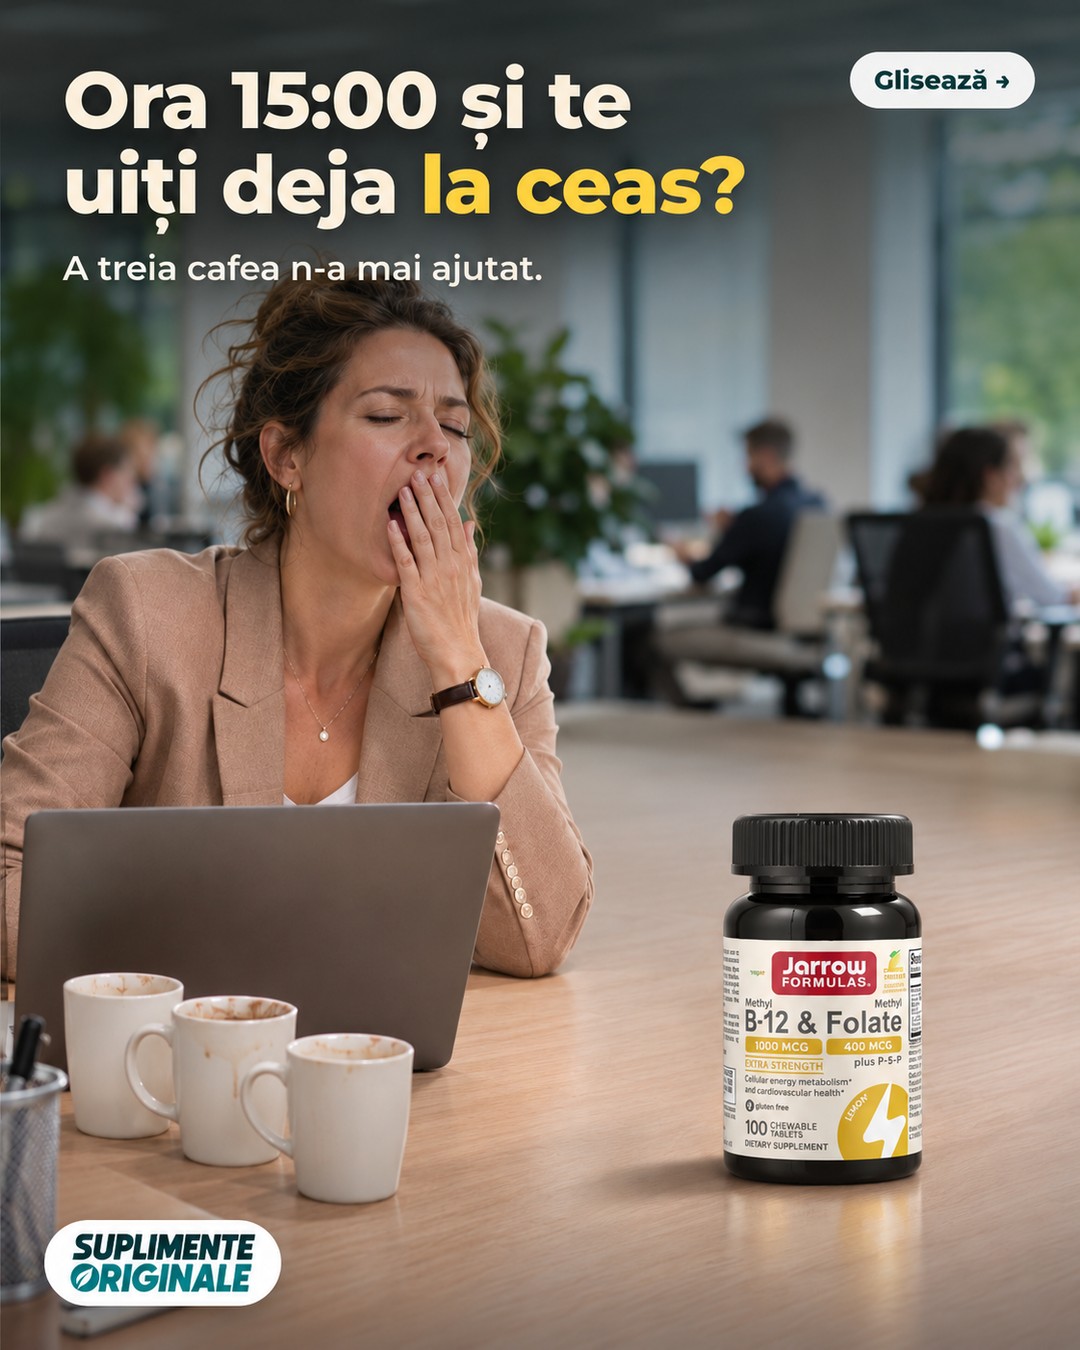 Ora 15:00 și te
uiți deja la ceas?
A treia cafea n-a mai ajutat.
Glisează →
Jarrow
FORMULAS®
Methyl Methyl
B-12 & Folate
1000 MCG 400 MCG
EXTRA STRENGTH
plus P-5-P
Cellular energy metabolism*
and cardiovascular health*
gluten free
LEMON
100 CHEWABLE
TABLETS
DIETARY SUPPLEMENT
SUPLIMENTE
ORIGINALE